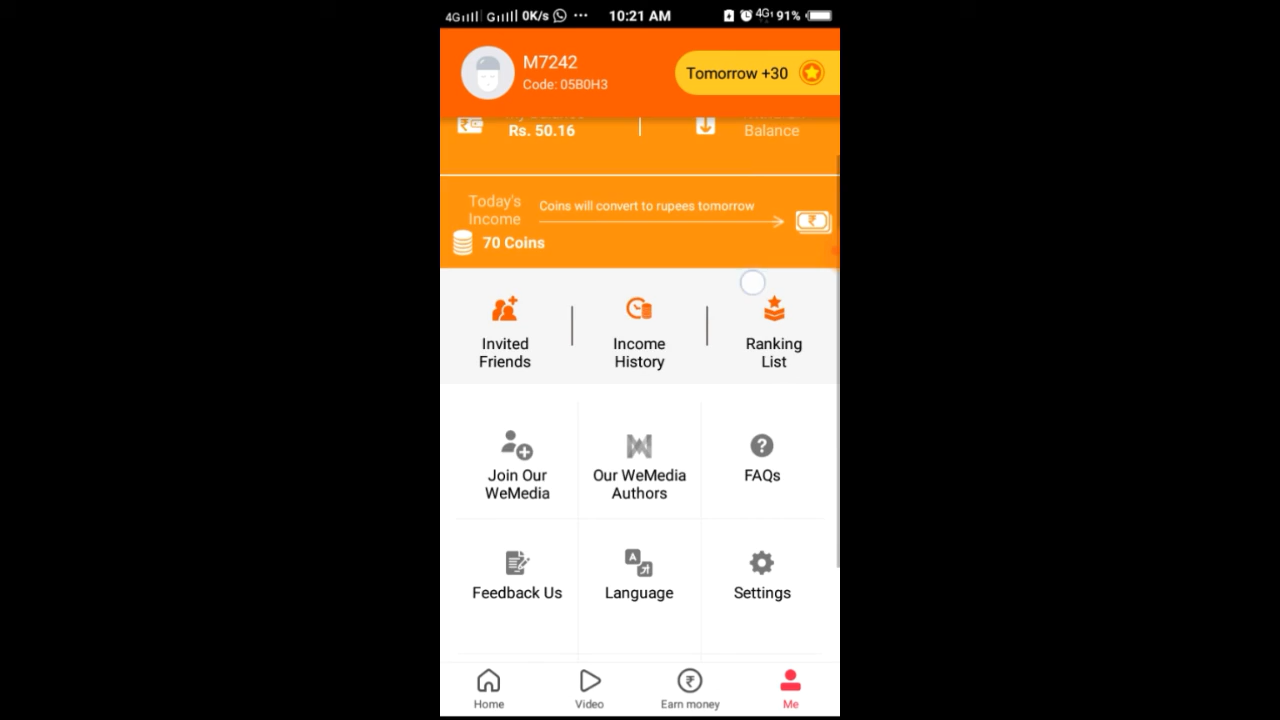 4G G 0K/s ... 10:21 AM 4G 91%
M7242
Code: 05B0H3
Tomorrow +30
Rs. 50.16
Balance
Today's
Income
Coins will convert to rupees tomorrow
70 Coins
Invited
Friends
Income
History
Ranking
List
Join Our
WeMedia
Our WeMedia
Authors
FAQs
Feedback Us
Language
Settings
Home
Video
Earn money
Me